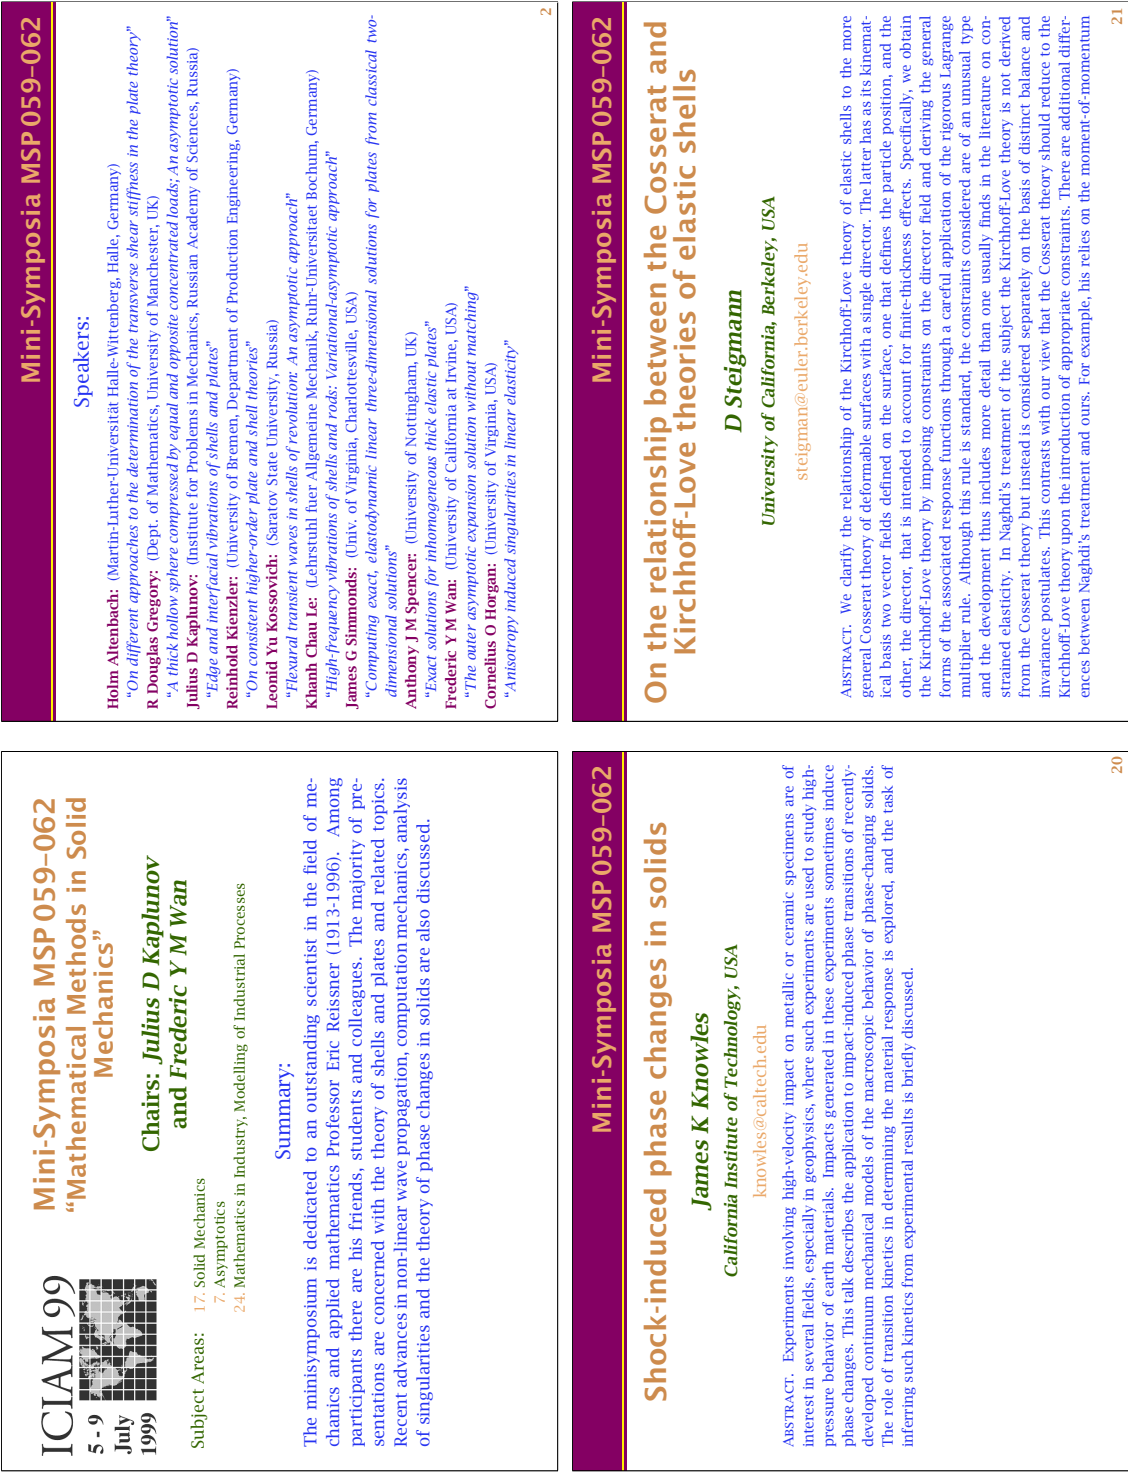 ICIAM 99
5 - 9
July
1999
Mini-Symposia MSP 059–062
“Mathematical Methods in Solid
Mechanics”
Chairs: Julius D Kaplunov
and Frederic Y M Wan
Subject Areas:
17. Solid Mechanics
7. Asymptotics
24. Mathematics in Industry, Modelling of Industrial Processes
Summary:
The minisymposium is dedicated to an outstanding scientist in the field of me-
chanics and applied mathematics Professor Eric Reissner (1913-1996). Among
participants there are his friends, students and colleagues. The majority of pre-
sentations are concerned with the theory of shells and plates and related topics.
Recent advances in non-linear wave propagation, computation mechanics, analysis
of singularities and the theory of phase changes in solids are also discussed.
Mini-Symposia MSP 059–062
Speakers:
Holm Altenbach: (Martin-Luther-Universität Halle-Wittenberg, Halle, Germany)
“On different approaches to the determination of the transverse shear stiffness in the plate theory”
R Douglas Gregory: (Dept. of Mathematics, University of Manchester, UK)
“A thick hollow sphere compressed by equal and opposite concentrated loads; An asymptotic solution”
Julius D Kaplunov: (Institute for Problems in Mechanics, Russian Academy of Sciences, Russia)
“Edge and interfacial vibrations of shells and plates”
Reinhold Kienzler: (University of Bremen, Department of Production Engineering, Germany)
“On consistent higher-order plate and shell theories”
Leonid Yu Kossovich: (Saratov State University, Russia)
“Flexural transient waves in shells of revolution. An asymptotic approach”
Khanh Chau Le: (Lehrstuhl fuer Allgemeine Mechanik, Ruhr-Universitaet Bochum, Germany)
“High-frequency vibrations of shells and rods: Variational-asymptotic approach”
James G Simmonds: (Univ. of Virginia, Charlottesville, USA)
“Computing exact, elastodynamic linear three-dimensional solutions for plates from classical two-
dimensional solutions”
Anthony J M Spencer: (University of Nottingham, UK)
“Exact solutions for inhomogeneous thick elastic plates”
Frederic Y M Wan: (University of California at Irvine, USA)
“The outer asymptotic expansion solution without matching”
Cornelius O Horgan: (University of Virginia, USA)
“Anisotropy induced singularities in linear elasticity”
2
Mini-Symposia MSP 059–062
Shock-induced phase changes in solids
James K Knowles
California Institute of Technology, USA
knowles@caltech.edu
ABSTRACT. Experiments involving high-velocity impact on metallic or ceramic specimens are of
interest in several fields, especially in geophysics, where such experiments are used to study high-
pressure behavior of earth materials. Impacts generated in these experiments sometimes induce
phase changes. This talk describes the application to impact-induced phase transitions of recently-
developed continuum mechanical models of the macroscopic behavior of phase-changing solids.
The role of transition kinetics in determining the material response is explored, and the task of
inferring such kinetics from experimental results is briefly discussed.
20
Mini-Symposia MSP 059–062
On the relationship between the Cosserat and
Kirchhoff-Love theories of elastic shells
D Steigmann
University of California, Berkeley, USA
steigman@euler.berkeley.edu
ABSTRACT. We clarify the relationship of the Kirchhoff-Love theory of elastic shells to the more
general Cosserat theory of deformable surfaces with a single director. The latter has as its kinemat-
ical basis two vector fields defined on the surface, one that defines the particle position, and the
other, the director, that is intended to account for finite-thickness effects. Specifically, we obtain
the Kirchhoff-Love theory by imposing constraints on the director field and deriving the general
forms of the associated response functions through a careful application of the rigorous Lagrange
multiplier rule. Although this rule is standard, the constraints considered are of an unusual type
and the development thus includes more detail than one usually finds in the literature on con-
strained elasticity. In Naghdi’s treatment of the subject the Kirchhoff-Love theory is not derived
from the Cosserat theory but instead is considered separately on the basis of distinct balance and
invariance postulates. This contrasts with our view that the Cosserat theory should reduce to the
Kirchhoff-Love theory upon the introduction of appropriate constraints. There are additional differ-
ences between Naghdi’s treatment and ours. For example, his relies on the moment-of-momentum
21